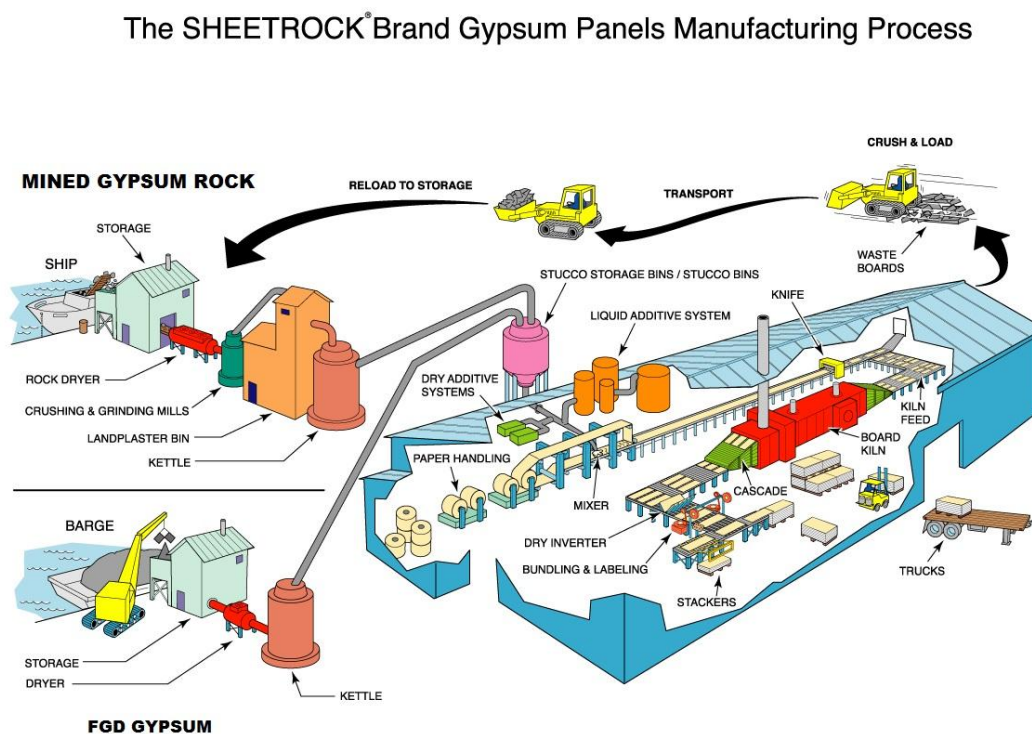 The SHEETROCK® Brand Gypsum Panels Manufacturing Process
CRUSH & LOAD
MINED GYPSUM ROCK
RELOAD TO STORAGE
TRANSPORT
STORAGE
SHIP
WASTE
BOARDS
STUCCO STORAGE BINS / STUCCO BINS
KNIFE
LIQUID ADDITIVE SYSTEM
ROCK DRYER
DRY ADDITIVE
SYSTEMS
CRUSHING & GRINDING MILLS
KILN
FEED
LANDPLASTER BIN
BOARD
KILN
KETTLE
PAPER HANDLING
CASCADE
MIXER
BARGE
DRY INVERTER
BUNDLING & LABELING
TRUCKS
STACKERS
STORAGE
DRYER
KETTLE
FGD GYPSUM